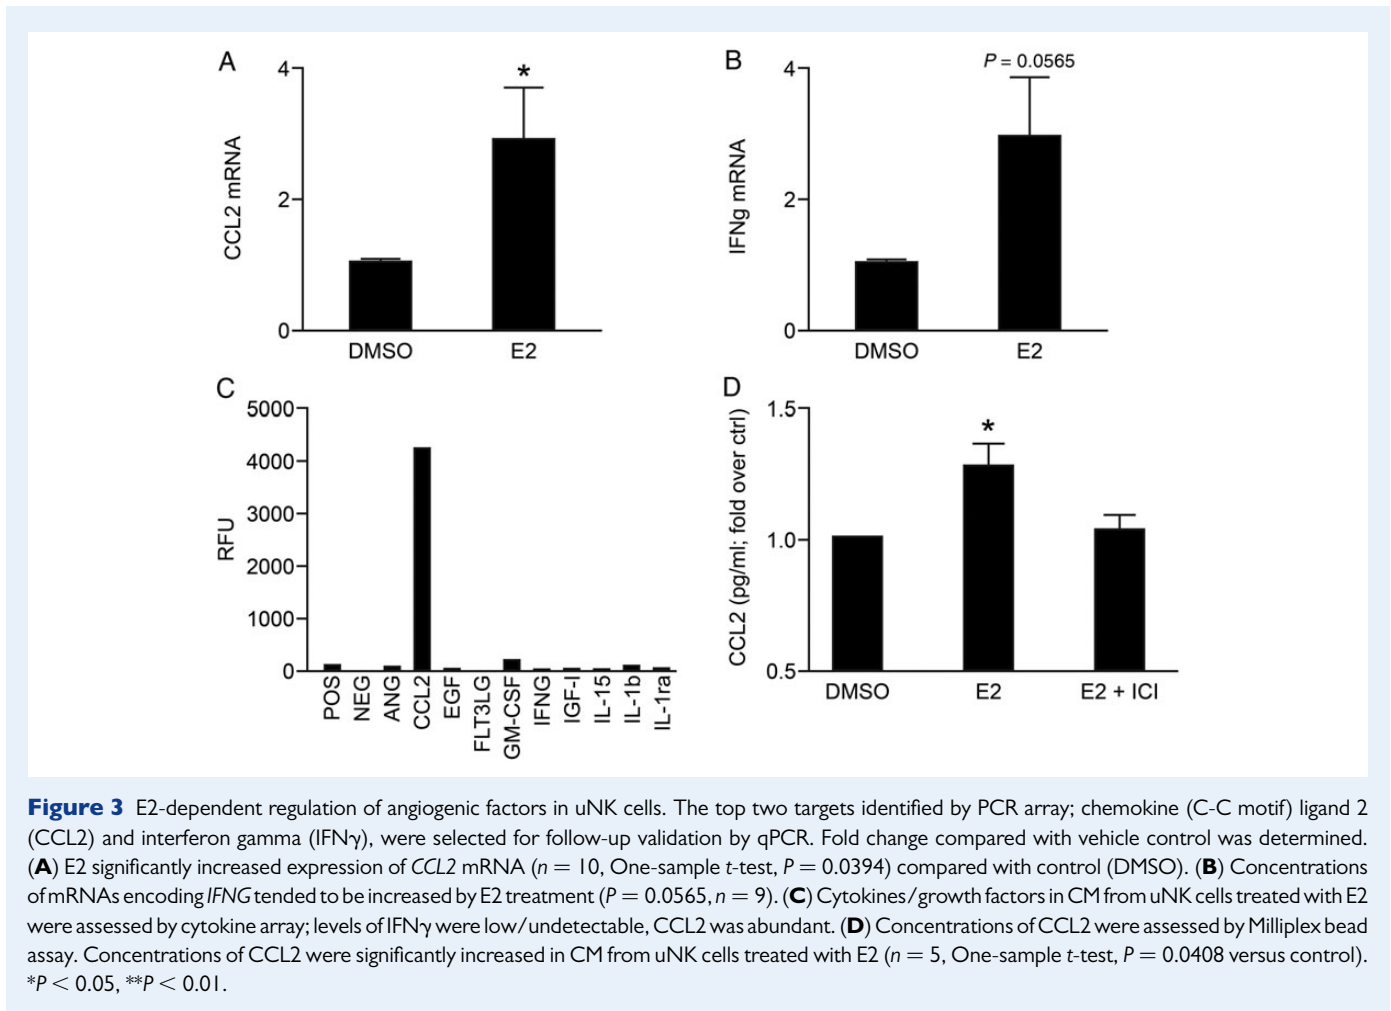 A
4
*
2
0
CCL2 mRNA
DMSO
E2
B
P = 0.0565
4
2
0
IFNg mRNA
DMSO
E2
C
5000
4000
3000
2000
1000
0
RFU
POS
NEG
ANG
CCL2
EGF
FLT3LG
GM-CSF
IFNG
IGF-I
IL-15
IL-1b
IL-1ra
D
1.5
*
1.0
0.5
CCL2 (pg/ml; fold over ctrl)
DMSO
E2
E2 + ICI
Figure 3 E2-dependent regulation of angiogenic factors in uNK cells. The top two targets identified by PCR array; chemokine (C-C motif) ligand 2
(CCL2) and interferon gamma (IFNγ), were selected for follow-up validation by qPCR. Fold change compared with vehicle control was determined.
(A) E2 significantly increased expression of CCL2 mRNA (n = 10, One-sample t-test, P = 0.0394) compared with control (DMSO). (B) Concentrations
of mRNAs encoding IFNG tended to be increased by E2 treatment (P = 0.0565, n = 9). (C) Cytokines/growth factors in CM from uNK cells treated with E2
were assessed by cytokine array; levels of IFNγ were low/undetectable, CCL2 was abundant. (D) Concentrations of CCL2 were assessed by Milliplex bead
assay. Concentrations of CCL2 were significantly increased in CM from uNK cells treated with E2 (n = 5, One-sample t-test, P = 0.0408 versus control).
*P < 0.05, **P < 0.01.